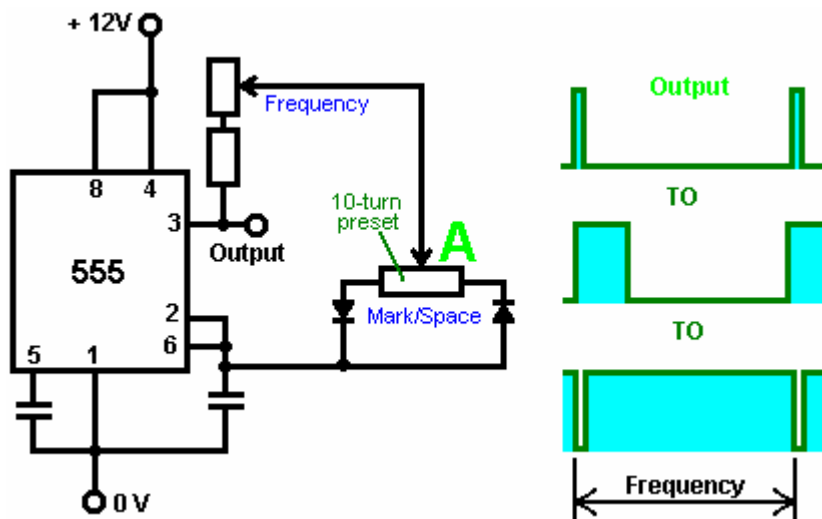 + 12V
Frequency
8
4
3
Output
10-turn
preset
A
555
2
6
Mark/Space
5
1
0 V
Output
TO
TO
Frequency